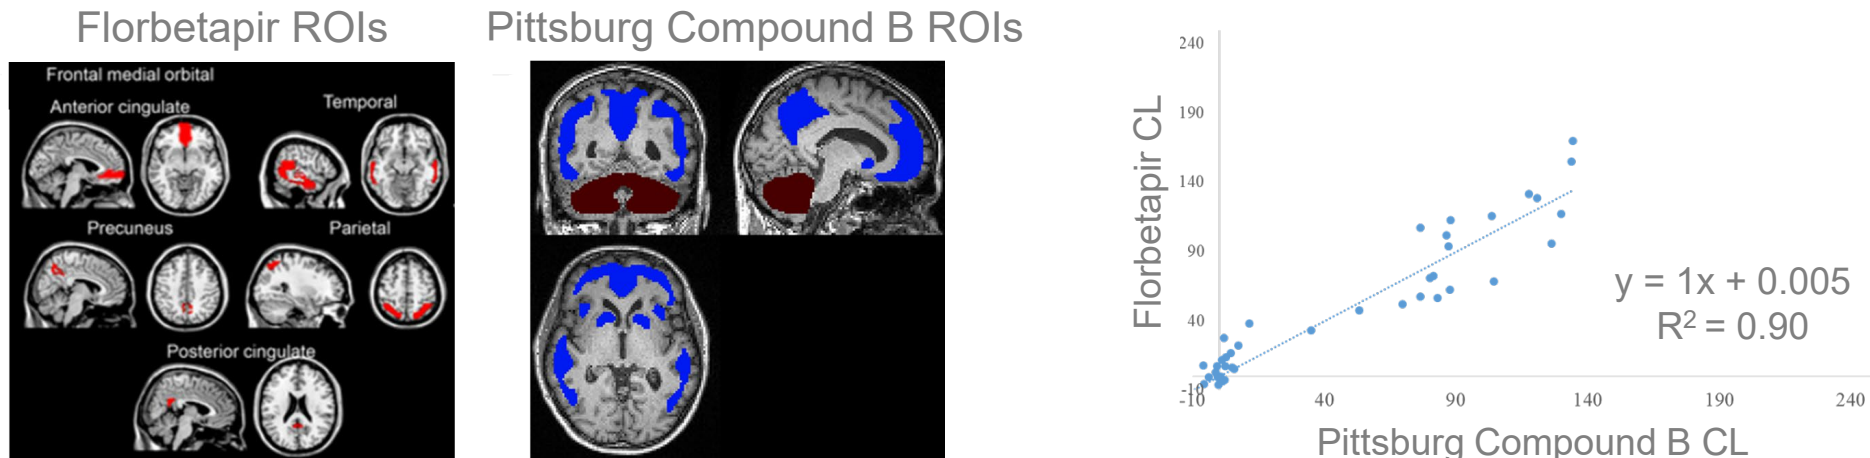 Florbetapir ROIs
Frontal medial orbital
Anterior cingulate
Temporal
Precuneus
Parietal
Posterior cingulate
Pittsburg Compound B ROIs
Florbetapir CL
240
190
140
90
40
-10
-10
40
90
140
190
240
y = 1x + 0.005
R² = 0.90
Pittsburg Compound B CL